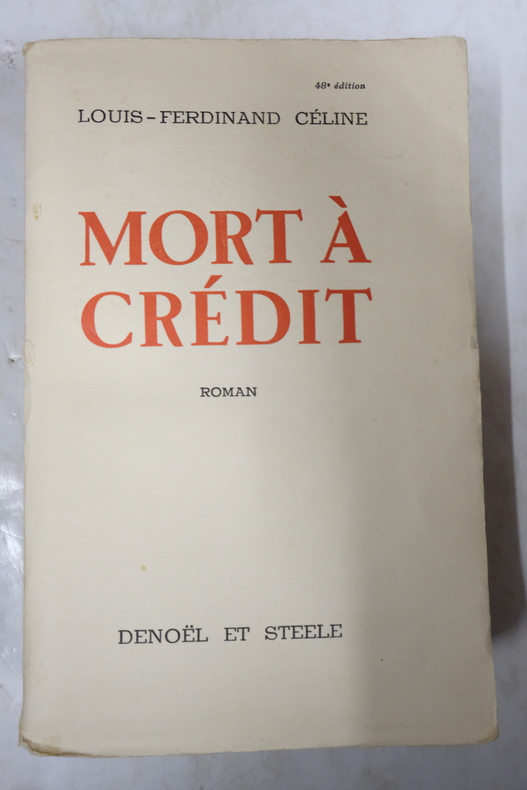 48e édition
LOUIS-FERDINAND CÉLINE
MORT À
CRÉDIT
ROMAN
DENOËL ET STEELE